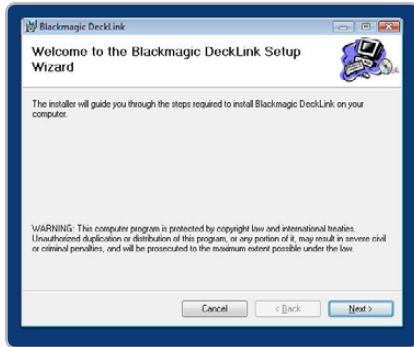 Blackmagic DeckLink
Welcome to the Blackmagic DeckLink Setup
Wizard
The installer will guide you through the steps required to install Blackmagic DeckLink on your
computer.
WARNING: This computer program is protected by copyright law and international treaties.
Unauthorized duplication or distribution of this program, or any portion of it, may result in severe civil
or criminal penalties, and will be prosecuted to the maximum extent possible under the law.
Cancel < Back Next >